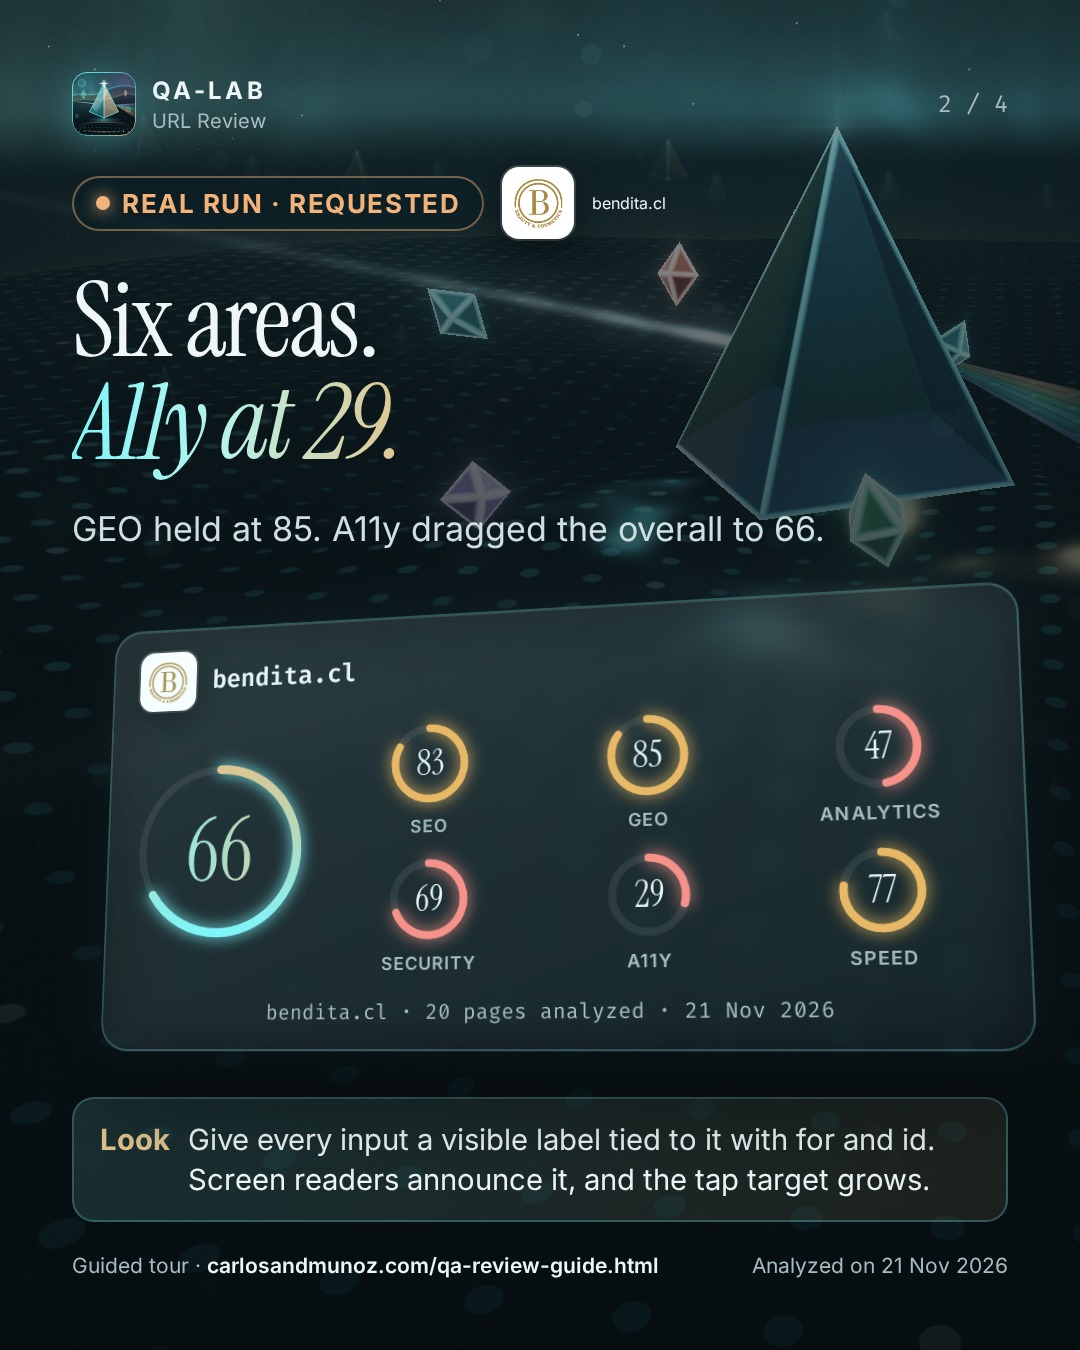 QA-LAB
URL Review
2 / 4
REAL RUN · REQUESTED
B
BEAUTY & COSMETICS
bendita.cl
Six areas.
A11y at 29.
GEO held at 85. A11y dragged the overall to 66.
B
BEAUTY & COSMETICS
bendita.cl
66
83
SEO
85
GEO
47
ANALYTICS
69
SECURITY
29
A11Y
77
SPEED
bendita.cl · 20 pages analyzed · 21 Nov 2026
Look Give every input a visible label tied to it with for and id.
Screen readers announce it, and the tap target grows.
Guided tour · carlosandmunoz.com/qa-review-guide.html
Analyzed on 21 Nov 2026